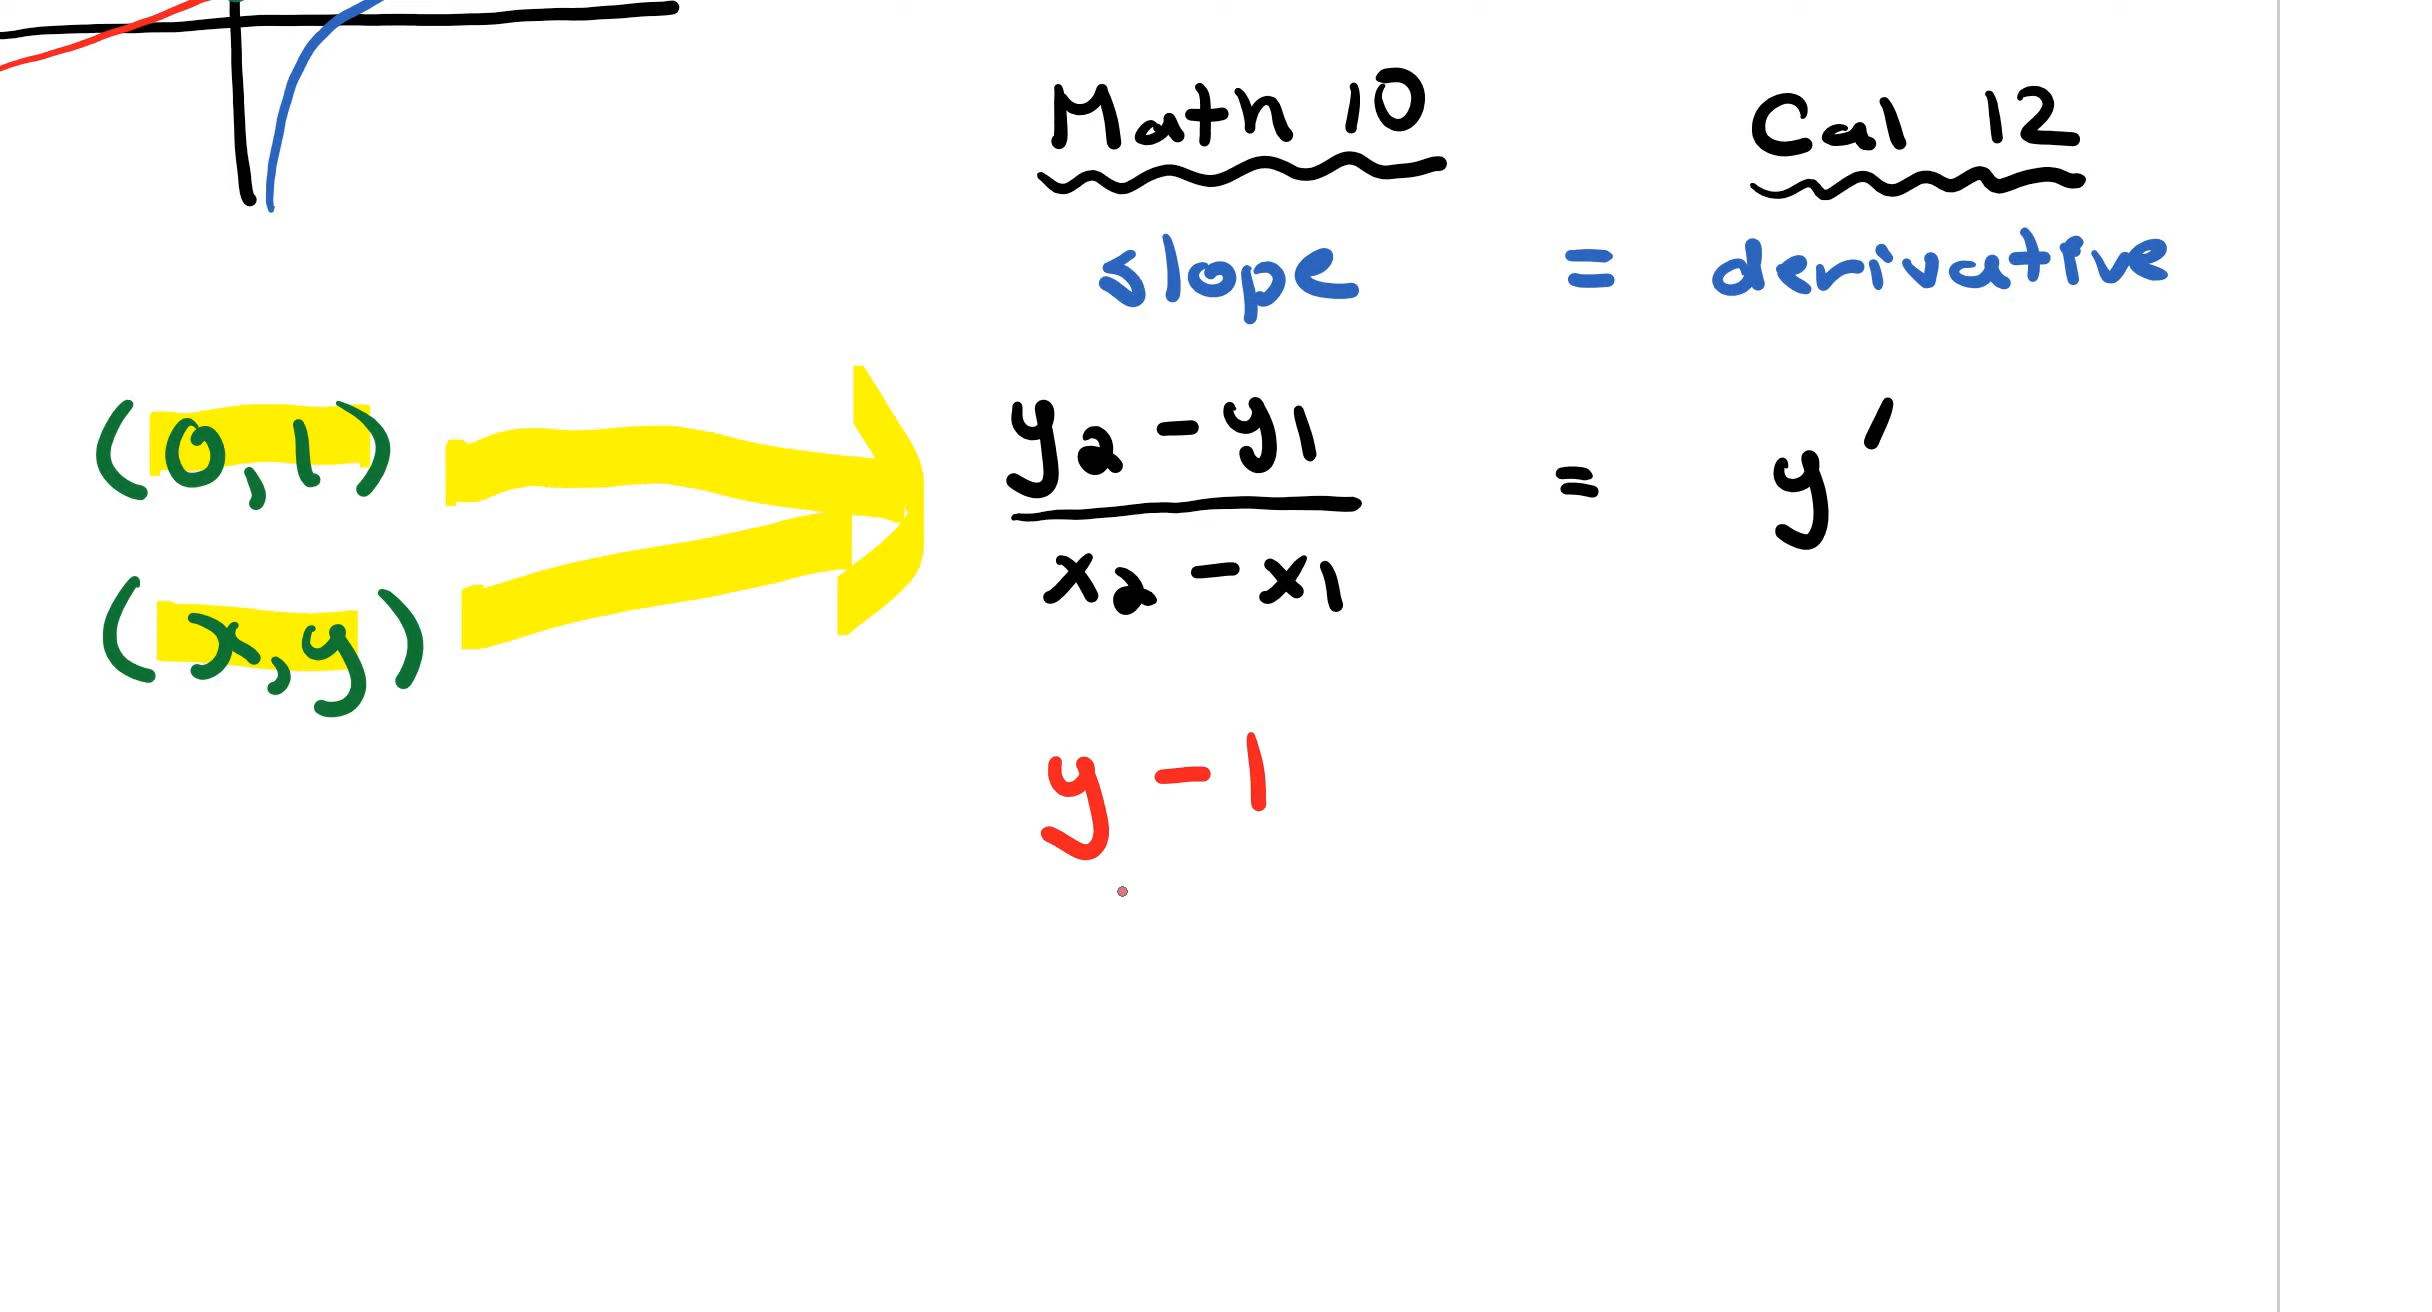 Math 10 Cal 12
slope = derivative
(0,1)
y2 - y1
= y'
x2 - x1
(x,y)
y - 1